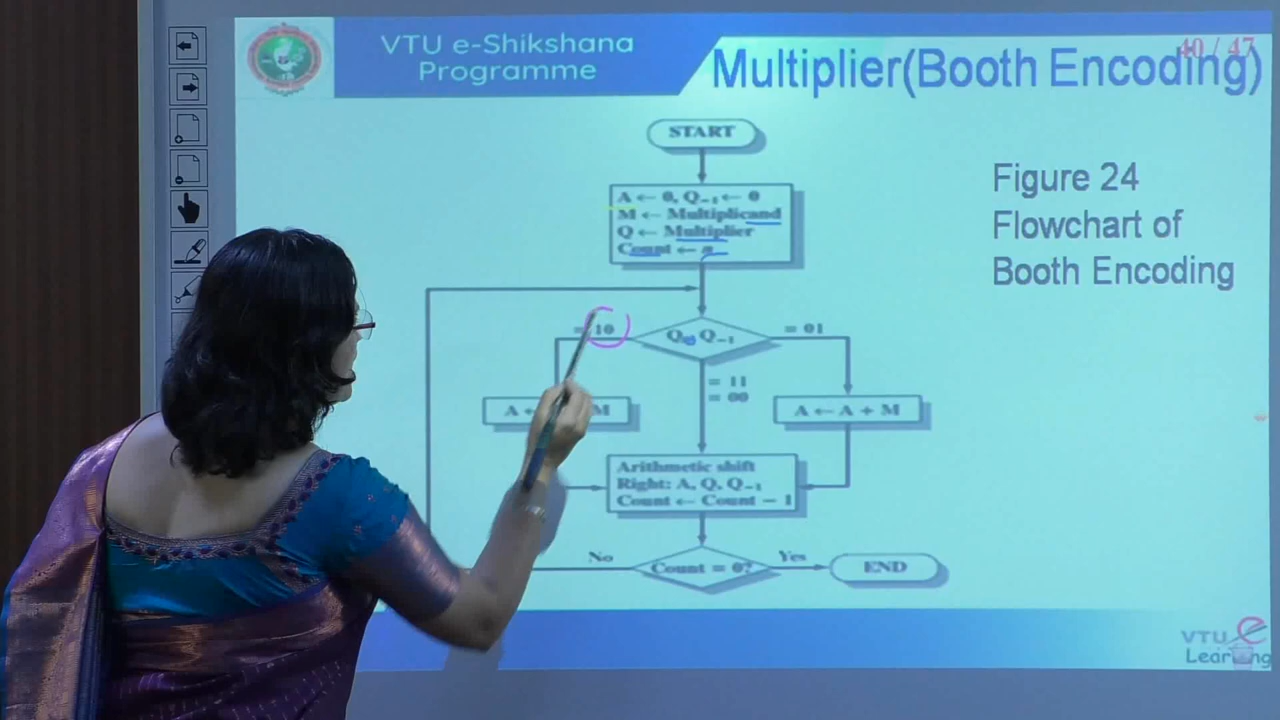 VTU e-Shikshana
Programme
Multiplier(Booth Encoding)
40 / 47
START
A ← 0, Q₋₁ ← 0
M ← Multiplicand
Q ← Multiplier
Count ← n
Figure 24
Flowchart of
Booth Encoding
= 10
Q₀, Q₋₁
= 01
= 11
= 00
A ← M
A ← A + M
Arithmetic shift
Right: A, Q, Q₋₁
Count ← Count − 1
No
Count = 0?
Yes
END
VTU e
Learning